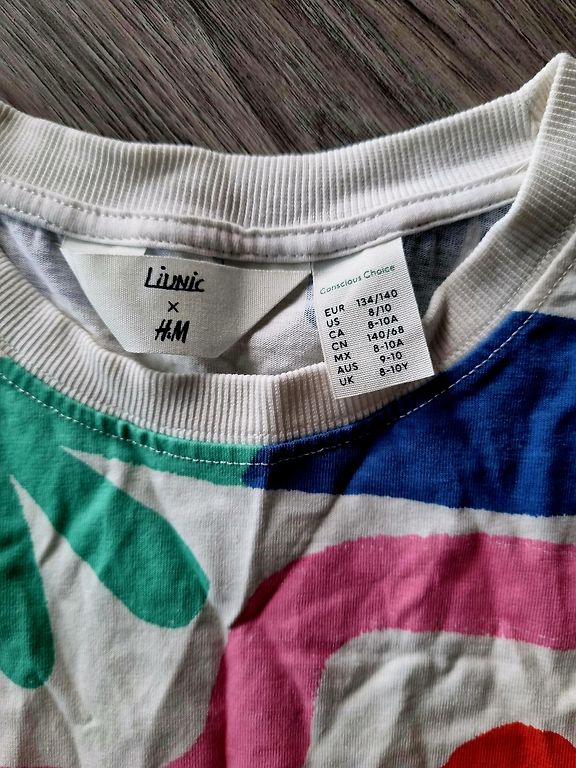 Liunic
x
H&M
Conscious Choice
EUR 134/140
US 8/10
CA 8-10A
CN 140/68
MX 8-10A
AUS 9-10
UK 8-10Y